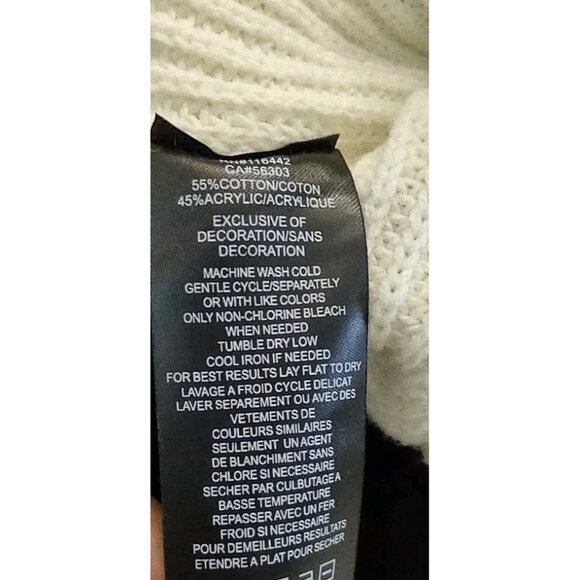 RN#116442
CA#56303
55%COTTON/COTON
45%ACRYLIC/ACRYLIQUE
EXCLUSIVE OF
DECORATION/SANS
DECORATION
MACHINE WASH COLD
GENTLE CYCLE/SEPARATELY
OR WITH LIKE COLORS
ONLY NON-CHLORINE BLEACH
WHEN NEEDED
TUMBLE DRY LOW
COOL IRON IF NEEDED
FOR BEST RESULTS LAY FLAT TO DRY
LAVAGE A FROID CYCLE DELICAT
LAVER SEPAREMENT OU AVEC DES
VETEMENTS DE
COULEURS SIMILAIRES
SEULEMENT UN AGENT
DE BLANCHIMENT SANS
CHLORE SI NECESSAIRE
SECHER PAR CULBUTAGE A
BASSE TEMPERATURE
REPASSER AVEC UN FER
FROID SI NECESSAIRE
POUR DEMEILLEURS RESULTATS
ETENDRE A PLAT POUR SECHER